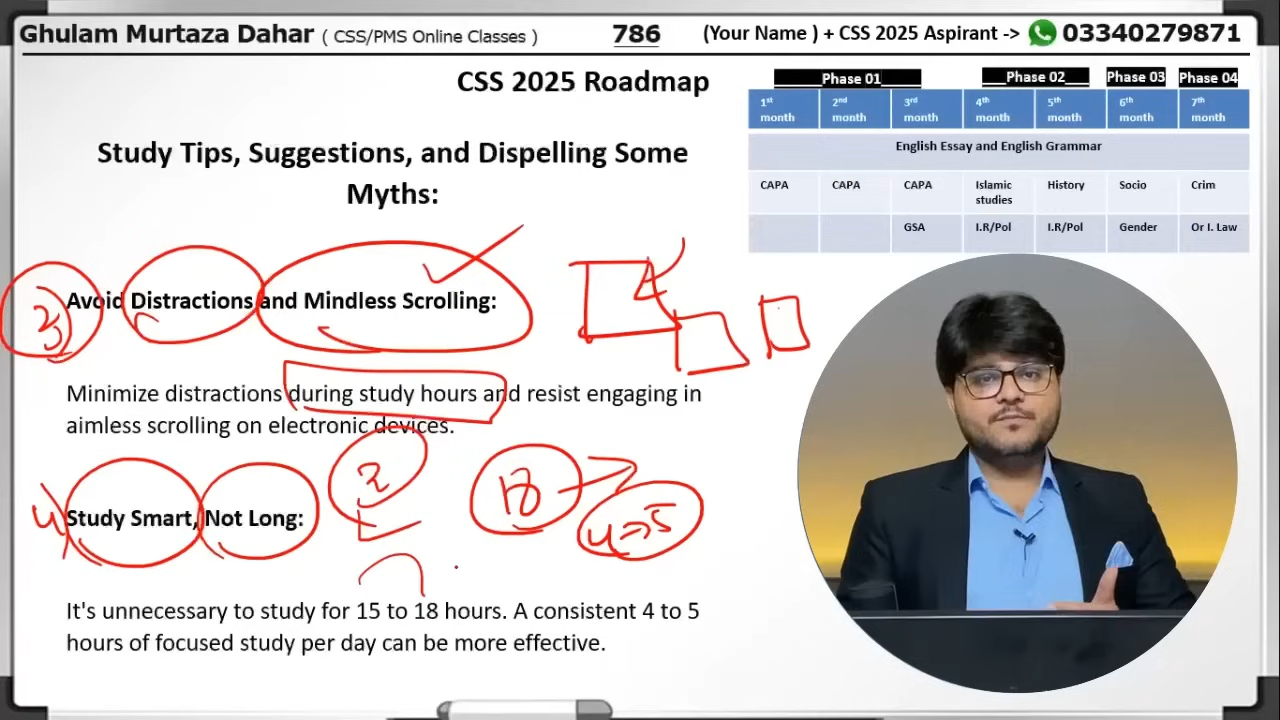 Ghulam Murtaza Dahar ( CSS/PMS Online Classes ) 786 (Your Name ) + CSS 2025 Aspirant -> 03340279871
CSS 2025 Roadmap
Phase 01 Phase 02 Phase 03 Phase 04
1st month 2nd month 3rd month 4th month 5th month 6th month 7th month
English Essay and English Grammar
CAPA CAPA CAPA Islamic studies History Socio Crim
GSA I.R/Pol I.R/Pol Gender Or I. Law
Study Tips, Suggestions, and Dispelling Some
Myths:
3) Avoid Distractions and Mindless Scrolling:
Minimize distractions during study hours and resist engaging in
aimless scrolling on electronic devices.
2
18
4) Study Smart, Not Long:
4->5
It's unnecessary to study for 15 to 18 hours. A consistent 4 to 5
hours of focused study per day can be more effective.